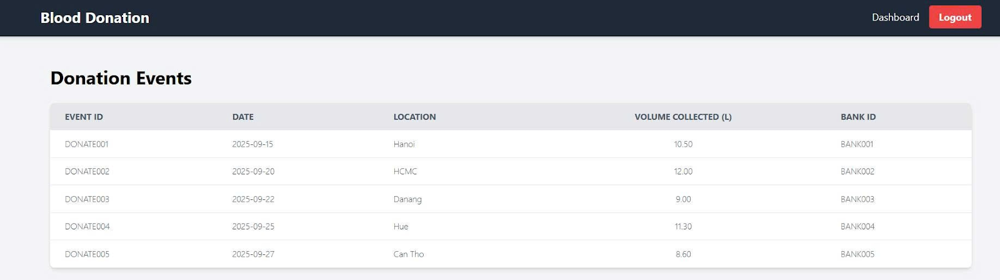 Blood Donation Dashboard Logout
Donation Events
EVENT ID DATE LOCATION VOLUME COLLECTED (L) BANK ID
DONATE001 2025-09-15 Hanoi 10.50 BANK001
DONATE002 2025-09-20 HCMC 12.00 BANK002
DONATE003 2025-09-22 Danang 9.00 BANK003
DONATE004 2025-09-25 Hue 11.30 BANK004
DONATE005 2025-09-27 Can Tho 8.60 BANK005